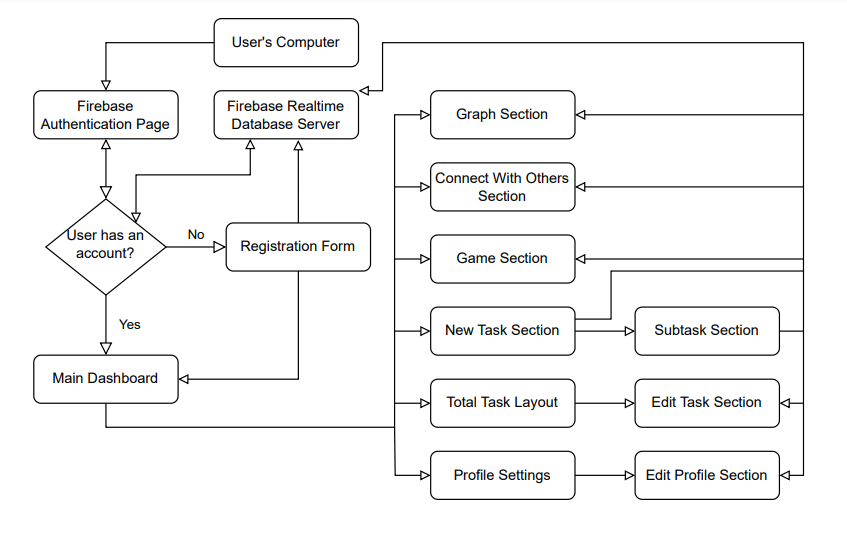 User's Computer
Firebase
Authentication Page
Firebase Realtime
Database Server
Graph Section
Connect With Others
Section
User has an
account?
No
Registration Form
Game Section
Yes
New Task Section
Subtask Section
Main Dashboard
Total Task Layout
Edit Task Section
Profile Settings
Edit Profile Section